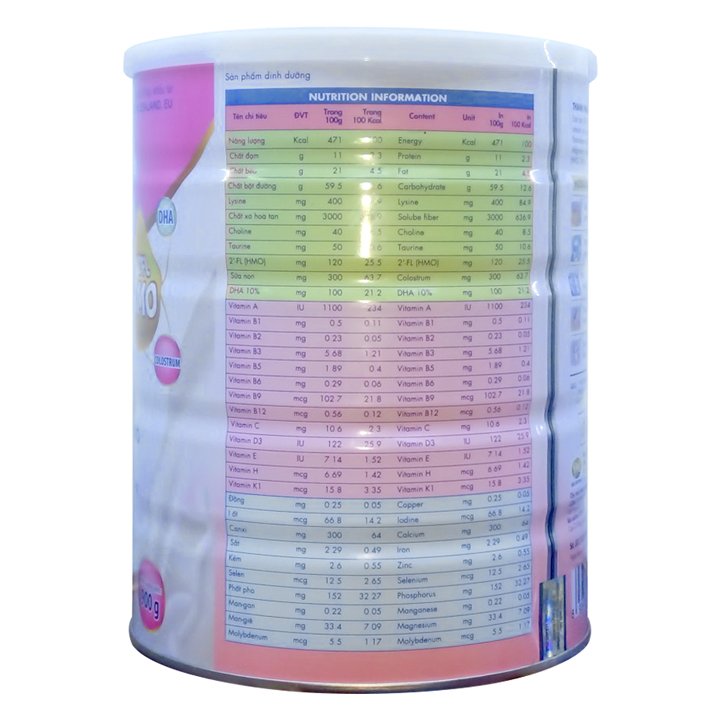 EALAND, EU
DHA
COLOSTRUM
900 g
Sản phẩm dinh dưỡng
NUTRITION INFORMATION
Tên chỉ tiêu ĐVT Trong 100g Trong 100 Kcal Content Unit In 100g In 100 Kcal
Năng lượng Kcal 471 Energy Kcal 471 100
Chất đạm g 11 2.3 Protein g 11 2.3
Chất béo g 21 4.5 Fat g 21 4.5
Chất bột đường g 59.5 Carbohydrate g 59.5 12.6
Lysine mg 400 Lysine mg 400 84.9
Chất xơ hoà tan mg 3000 Solube fiber mg 3000 636.9
Choline mg 40 8.5 Choline mg 40 8.5
Taurine mg 50 Taurine mg 50 10.6
2'-FL (HMO) mg 120 25.5 2'-FL (HMO) mg 120 25.5
Sữa non mg 300 63.7 Colostrum mg 300 63.7
DHA 10% mg 100 21.2 DHA 10% mg 100 21.2
Vitamin A IU 1100 234 Vitamin A IU 1100 234
Vitamin B1 mg 0.5 0.11 Vitamin B1 mg 0.5 0.11
Vitamin B2 mg 0.23 0.05 Vitamin B2 mg 0.23 0.05
Vitamin B3 mg 5.68 1.21 Vitamin B3 mg 5.68 1.21
Vitamin B5 mg 1.89 0.4 Vitamin B5 mg 1.89 0.4
Vitamin B6 mg 0.29 0.06 Vitamin B6 mg 0.29 0.06
Vitamin B9 mcg 102.7 21.8 Vitamin B9 mcg 102.7 21.8
Vitamin B12 mcg 0.56 0.12 Vitamin B12 mcg 0.56 0.12
Vitamin C mg 10.6 2.3 Vitamin C mg 10.6 2.3
Vitamin D3 IU 122 25.9 Vitamin D3 IU 122 25.9
Vitamin E IU 7.14 1.52 Vitamin E IU 7.14 1.52
Vitamin H mcg 6.69 1.42 Vitamin H mcg 6.69 1.42
Vitamin K1 mcg 15.8 3.35 Vitamin K1 mcg 15.8 3.35
Đồng mg 0.25 0.05 Copper mg 0.25 0.05
I ốt mcg 66.8 14.2 Iodine mcg 66.8 14.2
Canxi mg 300 64 Calcium mg 300 64
Sắt mg 2.29 0.49 Iron mg 2.29 0.49
Kẽm mg 2.6 0.55 Zinc mg 2.6 0.55
Selen mcg 12.5 2.65 Selenium mcg 12.5 2.65
Phốt pho mg 152 32.27 Phosphorus mg 152 32.27
Mangan mg 0.22 0.05 Manganese mg 0.22 0.05
Magiê mg 33.4 7.09 Magnesium mg 33.4 7.09
Molybdenum mcg 5.5 1.17 Molybdenum mcg 5.5 1.17